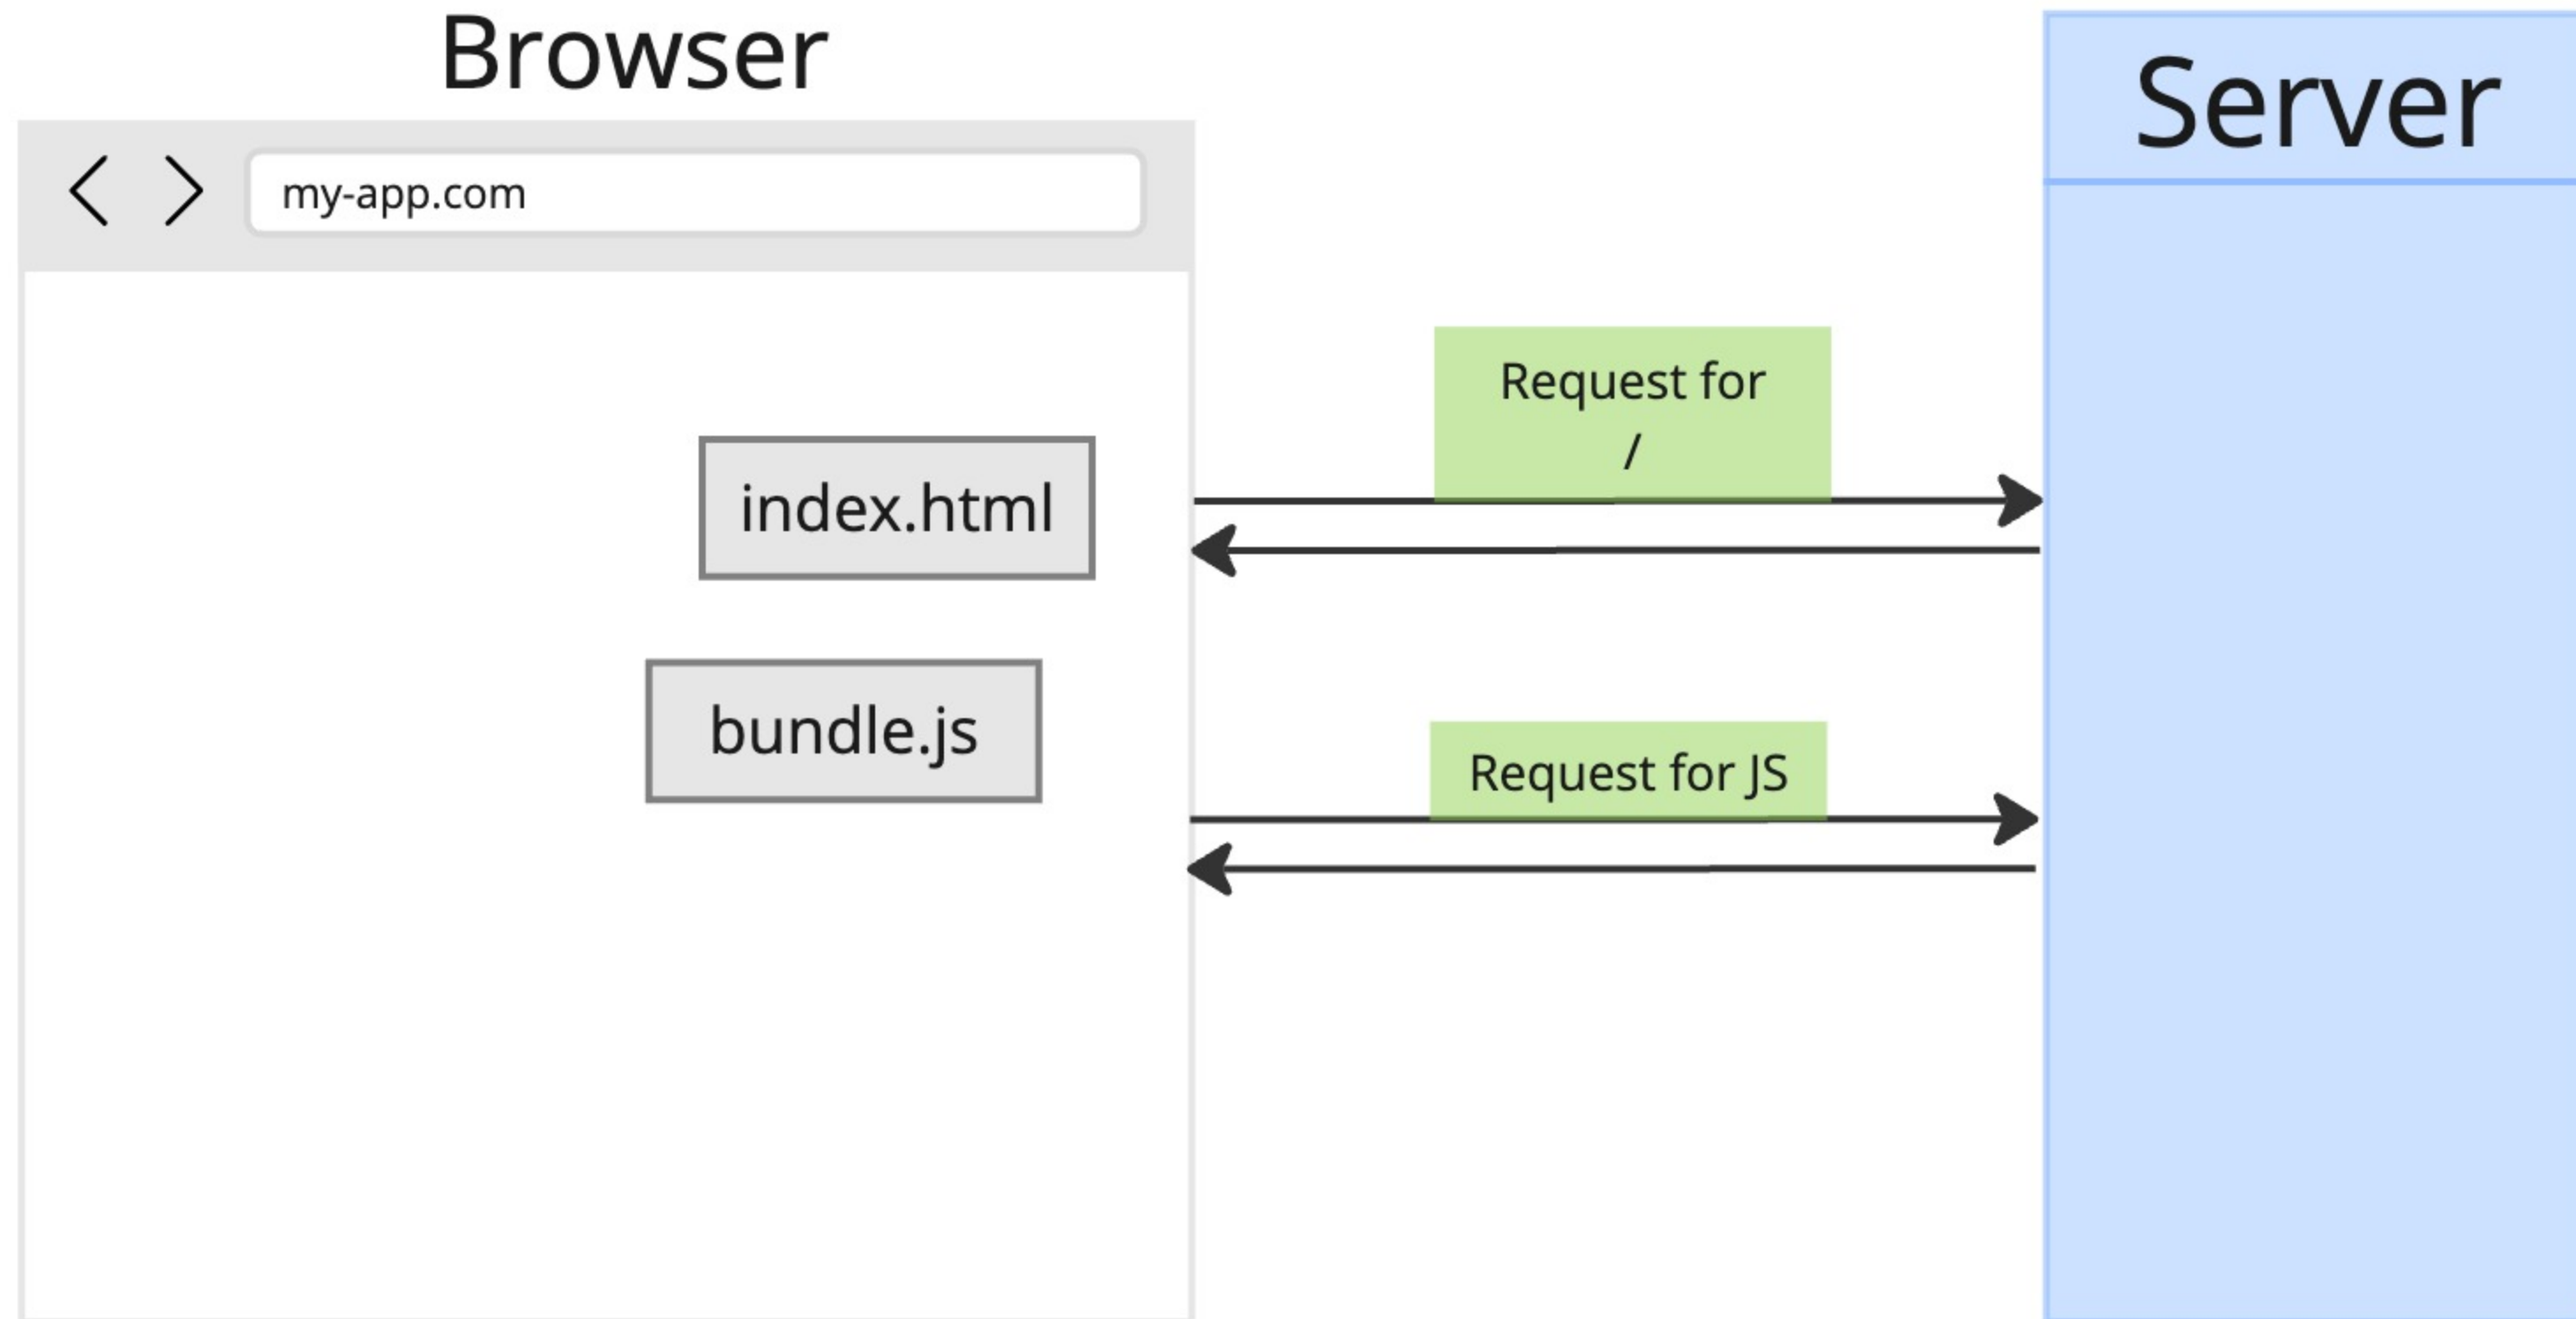 Browser
Server
my-app.com
Request for
/
index.html
bundle.js
Request for JS